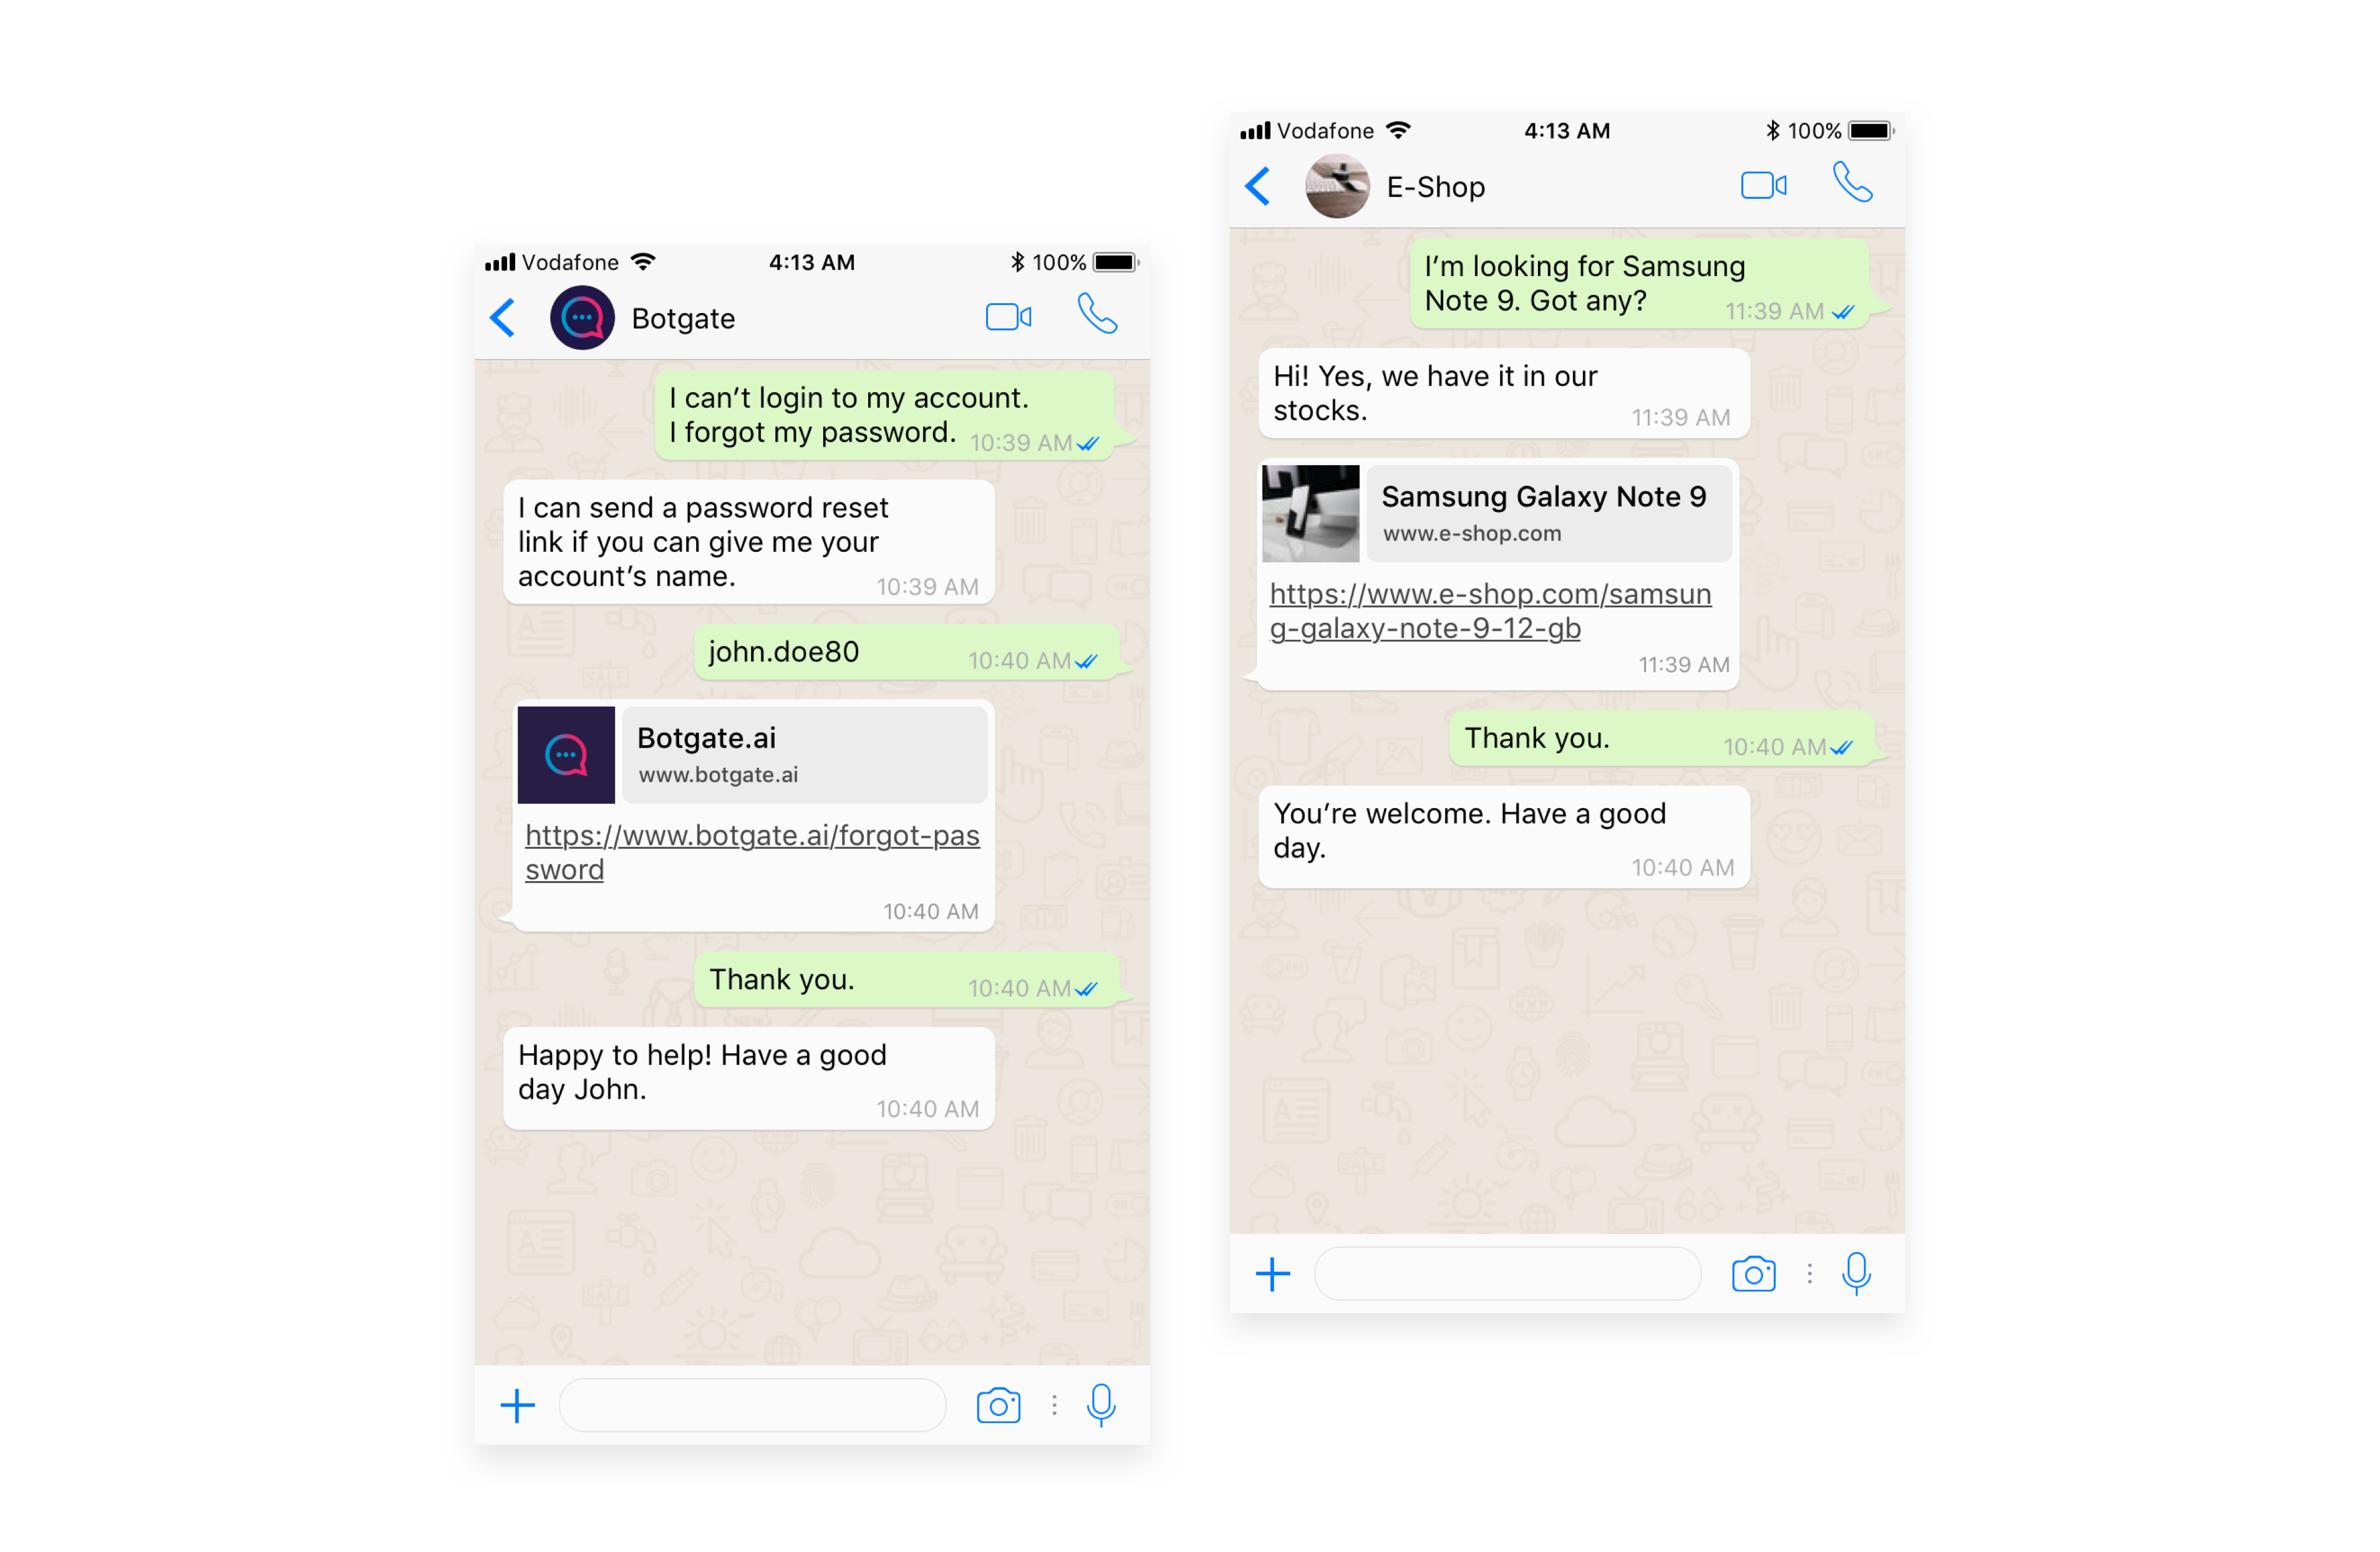 Vodafone 4:13 AM 100%
Botgate
I can’t login to my account.
I forgot my password. 10:39 AM
I can send a password reset
link if you can give me your
account’s name. 10:39 AM
john.doe80 10:40 AM
Botgate.ai
www.botgate.ai
https://www.botgate.ai/forgot-pas
sword
10:40 AM
Thank you. 10:40 AM
Happy to help! Have a good
day John.
10:40 AM
Vodafone 4:13 AM 100%
E-Shop
I’m looking for Samsung
Note 9. Got any? 11:39 AM
Hi! Yes, we have it in our
stocks. 11:39 AM
Samsung Galaxy Note 9
www.e-shop.com
https://www.e-shop.com/samsun
g-galaxy-note-9-12-gb
11:39 AM
Thank you. 10:40 AM
You’re welcome. Have a good
day.
10:40 AM